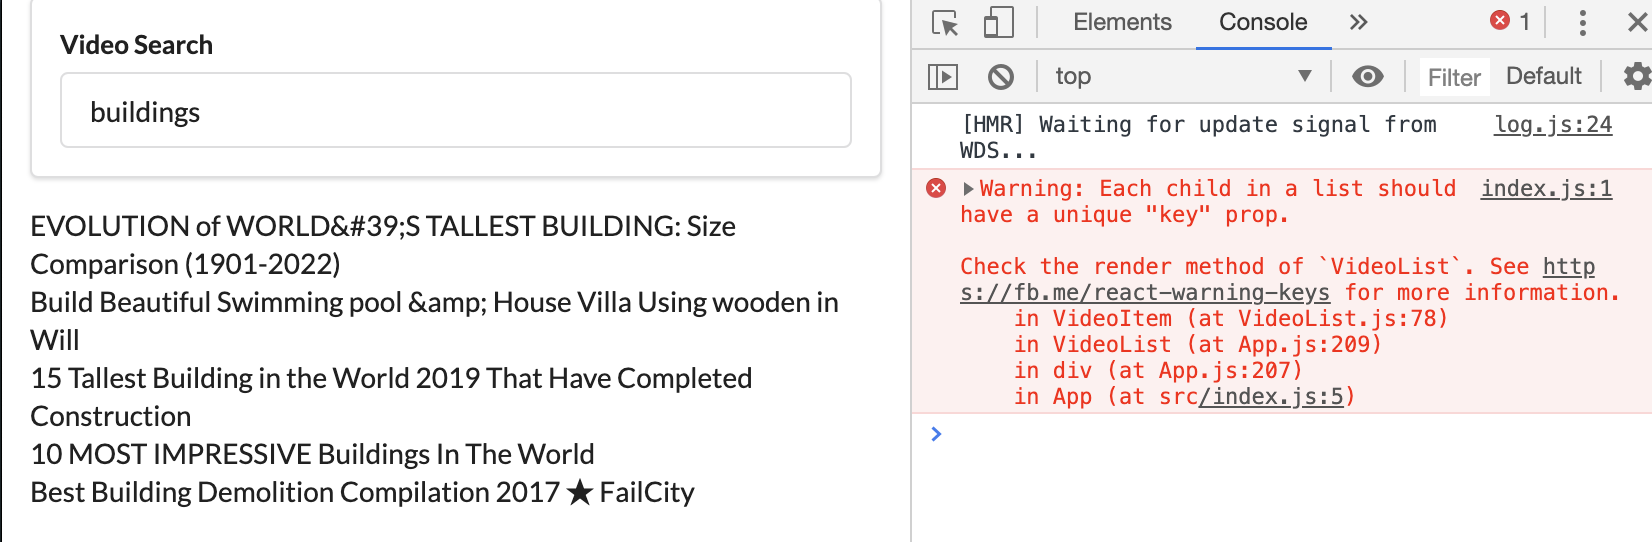 Video Search
buildings
EVOLUTION of WORLD&#39;S TALLEST BUILDING: Size
Comparison (1901-2022)
Build Beautiful Swimming pool &amp; House Villa Using wooden in
Will
15 Tallest Building in the World 2019 That Have Completed
Construction
10 MOST IMPRESSIVE Buildings In The World
Best Building Demolition Compilation 2017 ★ FailCity
Elements Console » 1
top Filter Default
[HMR] Waiting for update signal from log.js:24
WDS...
Warning: Each child in a list should index.js:1
have a unique "key" prop.
Check the render method of `VideoList`. See http
s://fb.me/react-warning-keys for more information.
in VideoItem (at VideoList.js:78)
in VideoList (at App.js:209)
in div (at App.js:207)
in App (at src/index.js:5)